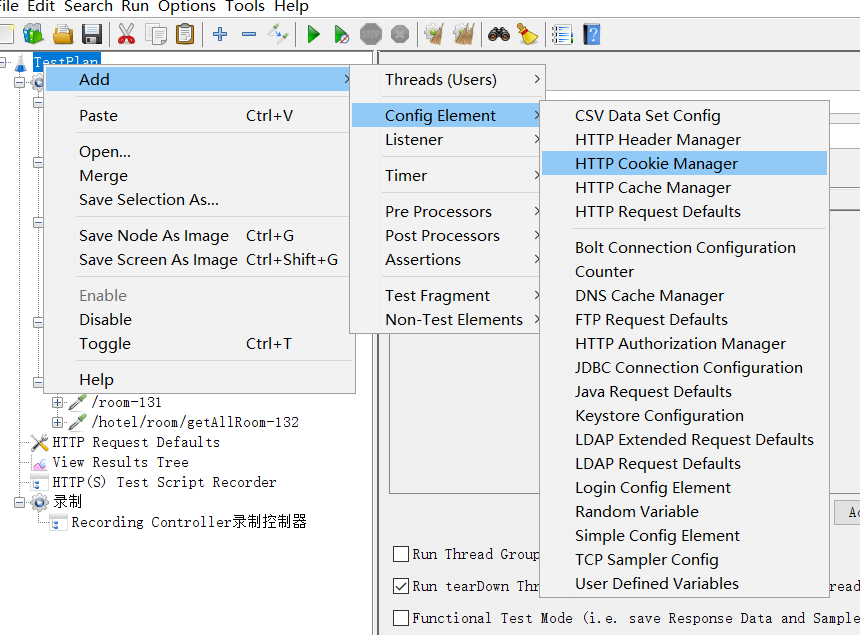 File Edit Search Run Options Tools Help
STOP
TestPlan
Add
Paste Ctrl+V
Open...
Merge
Save Selection As...
Save Node As Image Ctrl+G
Save Screen As Image Ctrl+Shift+G
Enable
Disable
Toggle Ctrl+T
Help
Threads (Users)
Config Element
Listener
Timer
Pre Processors
Post Processors
Assertions
Test Fragment
Non-Test Elements
CSV Data Set Config
HTTP Header Manager
HTTP Cookie Manager
HTTP Cache Manager
HTTP Request Defaults
Bolt Connection Configuration
Counter
DNS Cache Manager
FTP Request Defaults
HTTP Authorization Manager
JDBC Connection Configuration
Java Request Defaults
Keystore Configuration
LDAP Extended Request Defaults
LDAP Request Defaults
Login Config Element
Random Variable
Simple Config Element
TCP Sampler Config
User Defined Variables
/room-131
/hotel/room/getAllRoom-132
HTTP Request Defaults
View Results Tree
HTTP(S) Test Script Recorder
录制
Recording Controller录制控制器
Run Thread Group
Run tearDown Thr
Functional Test Mode (i.e. save Response Data and Sample